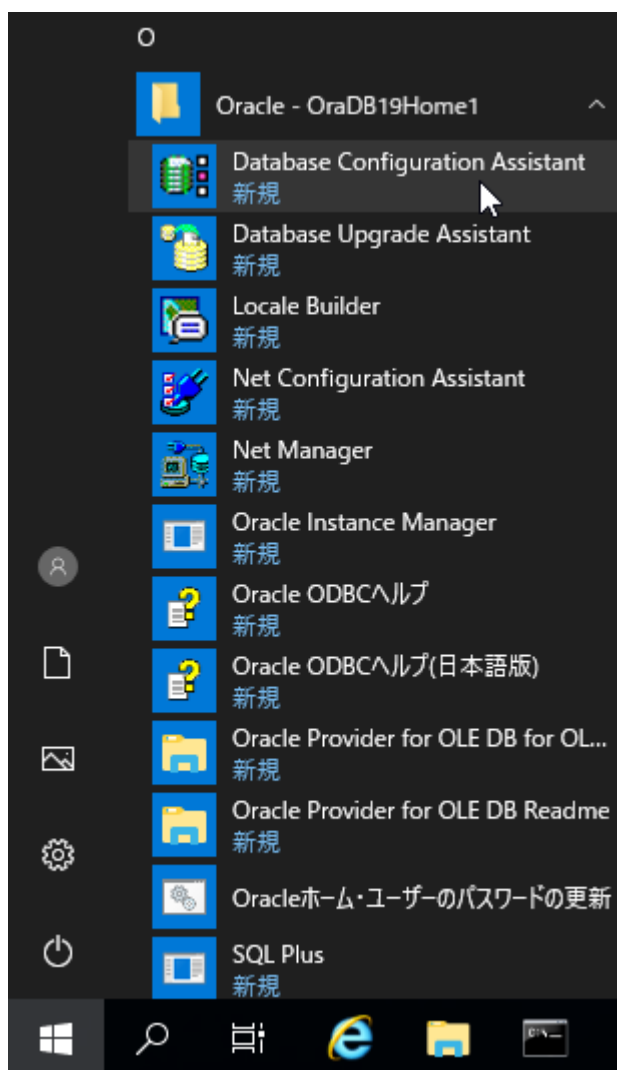 O
Oracle - OraDB19Home1
Database Configuration Assistant
新規
Database Upgrade Assistant
新規
Locale Builder
新規
Net Configuration Assistant
新規
Net Manager
新規
Oracle Instance Manager
新規
Oracle ODBCヘルプ
新規
Oracle ODBCヘルプ(日本語版)
新規
Oracle Provider for OLE DB for OL...
新規
Oracle Provider for OLE DB Readme
新規
Oracleホーム・ユーザーのパスワードの更新
SQL Plus
新規